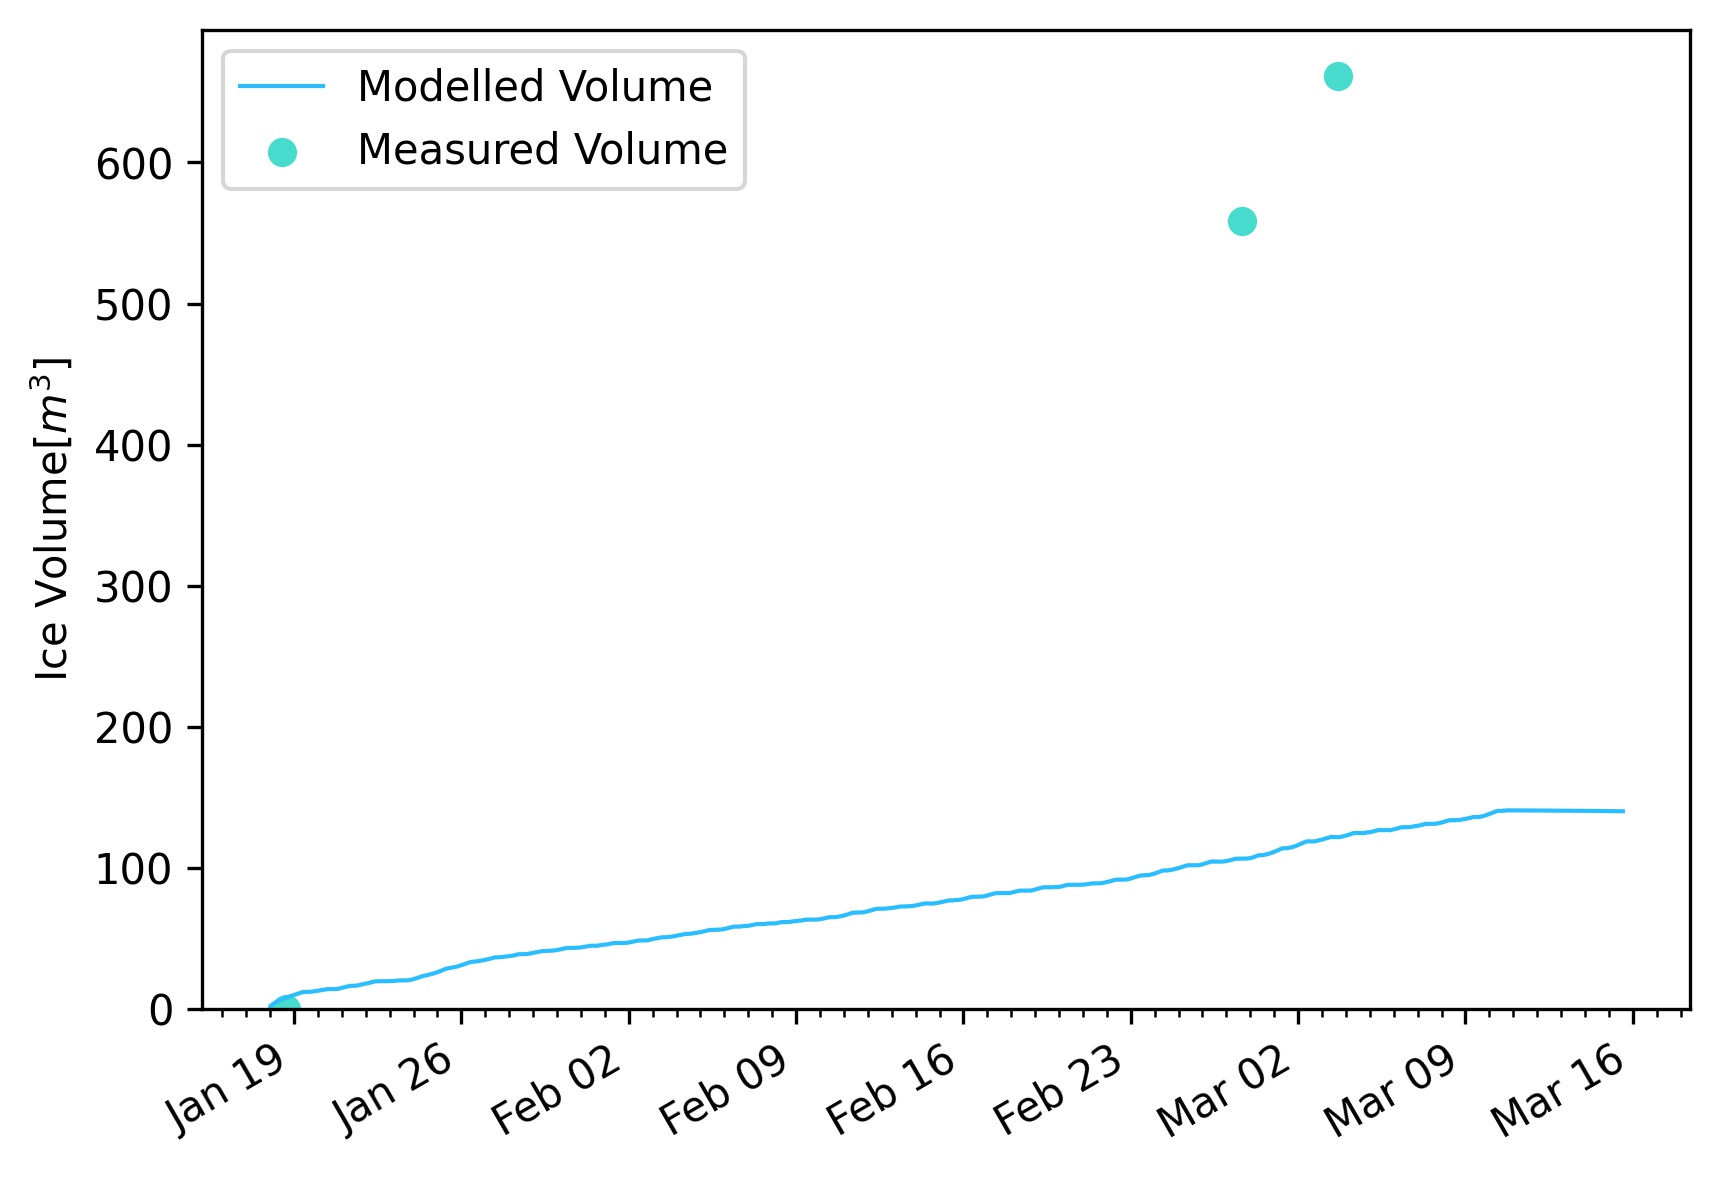 Modelled Volume
Measured Volume
Ice Volume[m³]
600
500
400
300
200
100
0
Jan 19
Jan 26
Feb 02
Feb 09
Feb 16
Feb 23
Mar 02
Mar 09
Mar 16